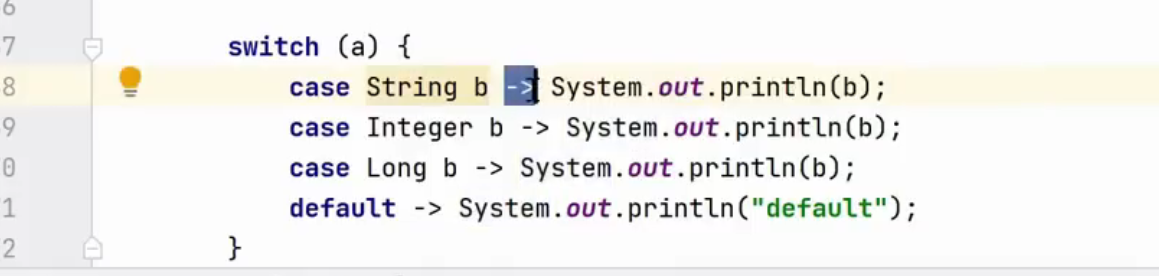 6
7 switch (a) {
8 case String b -> System.out.println(b);
9 case Integer b -> System.out.println(b);
0 case Long b -> System.out.println(b);
1 default -> System.out.println("default");
2 }